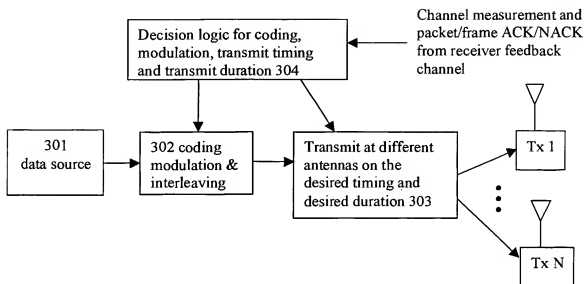 Decision logic for coding,
modulation, transmit timing
and transmit duration 304
Channel measurement and
packet/frame ACK/NACK
from receiver feedback
channel
301
data source
302 coding
modulation &
interleaving
Transmit at different
antennas on the
desired timing and
desired duration 303
Tx 1
Tx N